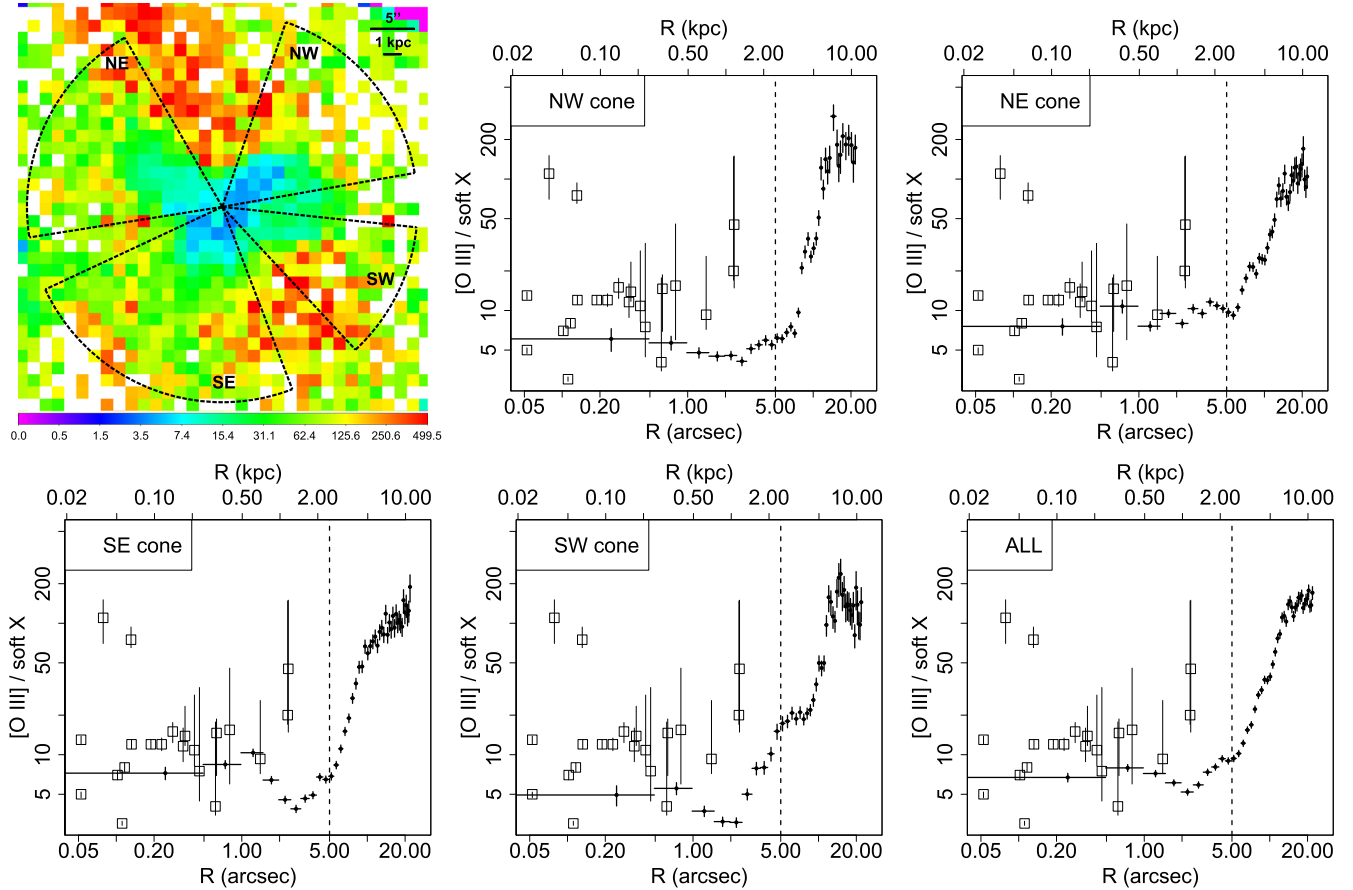 5"
1 kpc
NE
NW
SW
SE
0.0 0.5 1.5 3.5 7.4 15.4 31.1 62.4 125.6 250.6 499.5
R (kpc)
0.02 0.10 0.50 2.00 10.00
NW cone
[O III] / soft X
200
50
10
5
0.05 0.20 1.00 5.00 20.00
R (arcsec)
R (kpc)
0.02 0.10 0.50 2.00 10.00
NE cone
[O III] / soft X
200
50
10
5
0.05 0.20 1.00 5.00 20.00
R (arcsec)
R (kpc)
0.02 0.10 0.50 2.00 10.00
SE cone
[O III] / soft X
200
50
10
5
0.05 0.20 1.00 5.00 20.00
R (arcsec)
R (kpc)
0.02 0.10 0.50 2.00 10.00
SW cone
[O III] / soft X
200
50
10
5
0.05 0.20 1.00 5.00 20.00
R (arcsec)
R (kpc)
0.02 0.10 0.50 2.00 10.00
ALL
[O III] / soft X
200
50
10
5
0.05 0.20 1.00 5.00 20.00
R (arcsec)